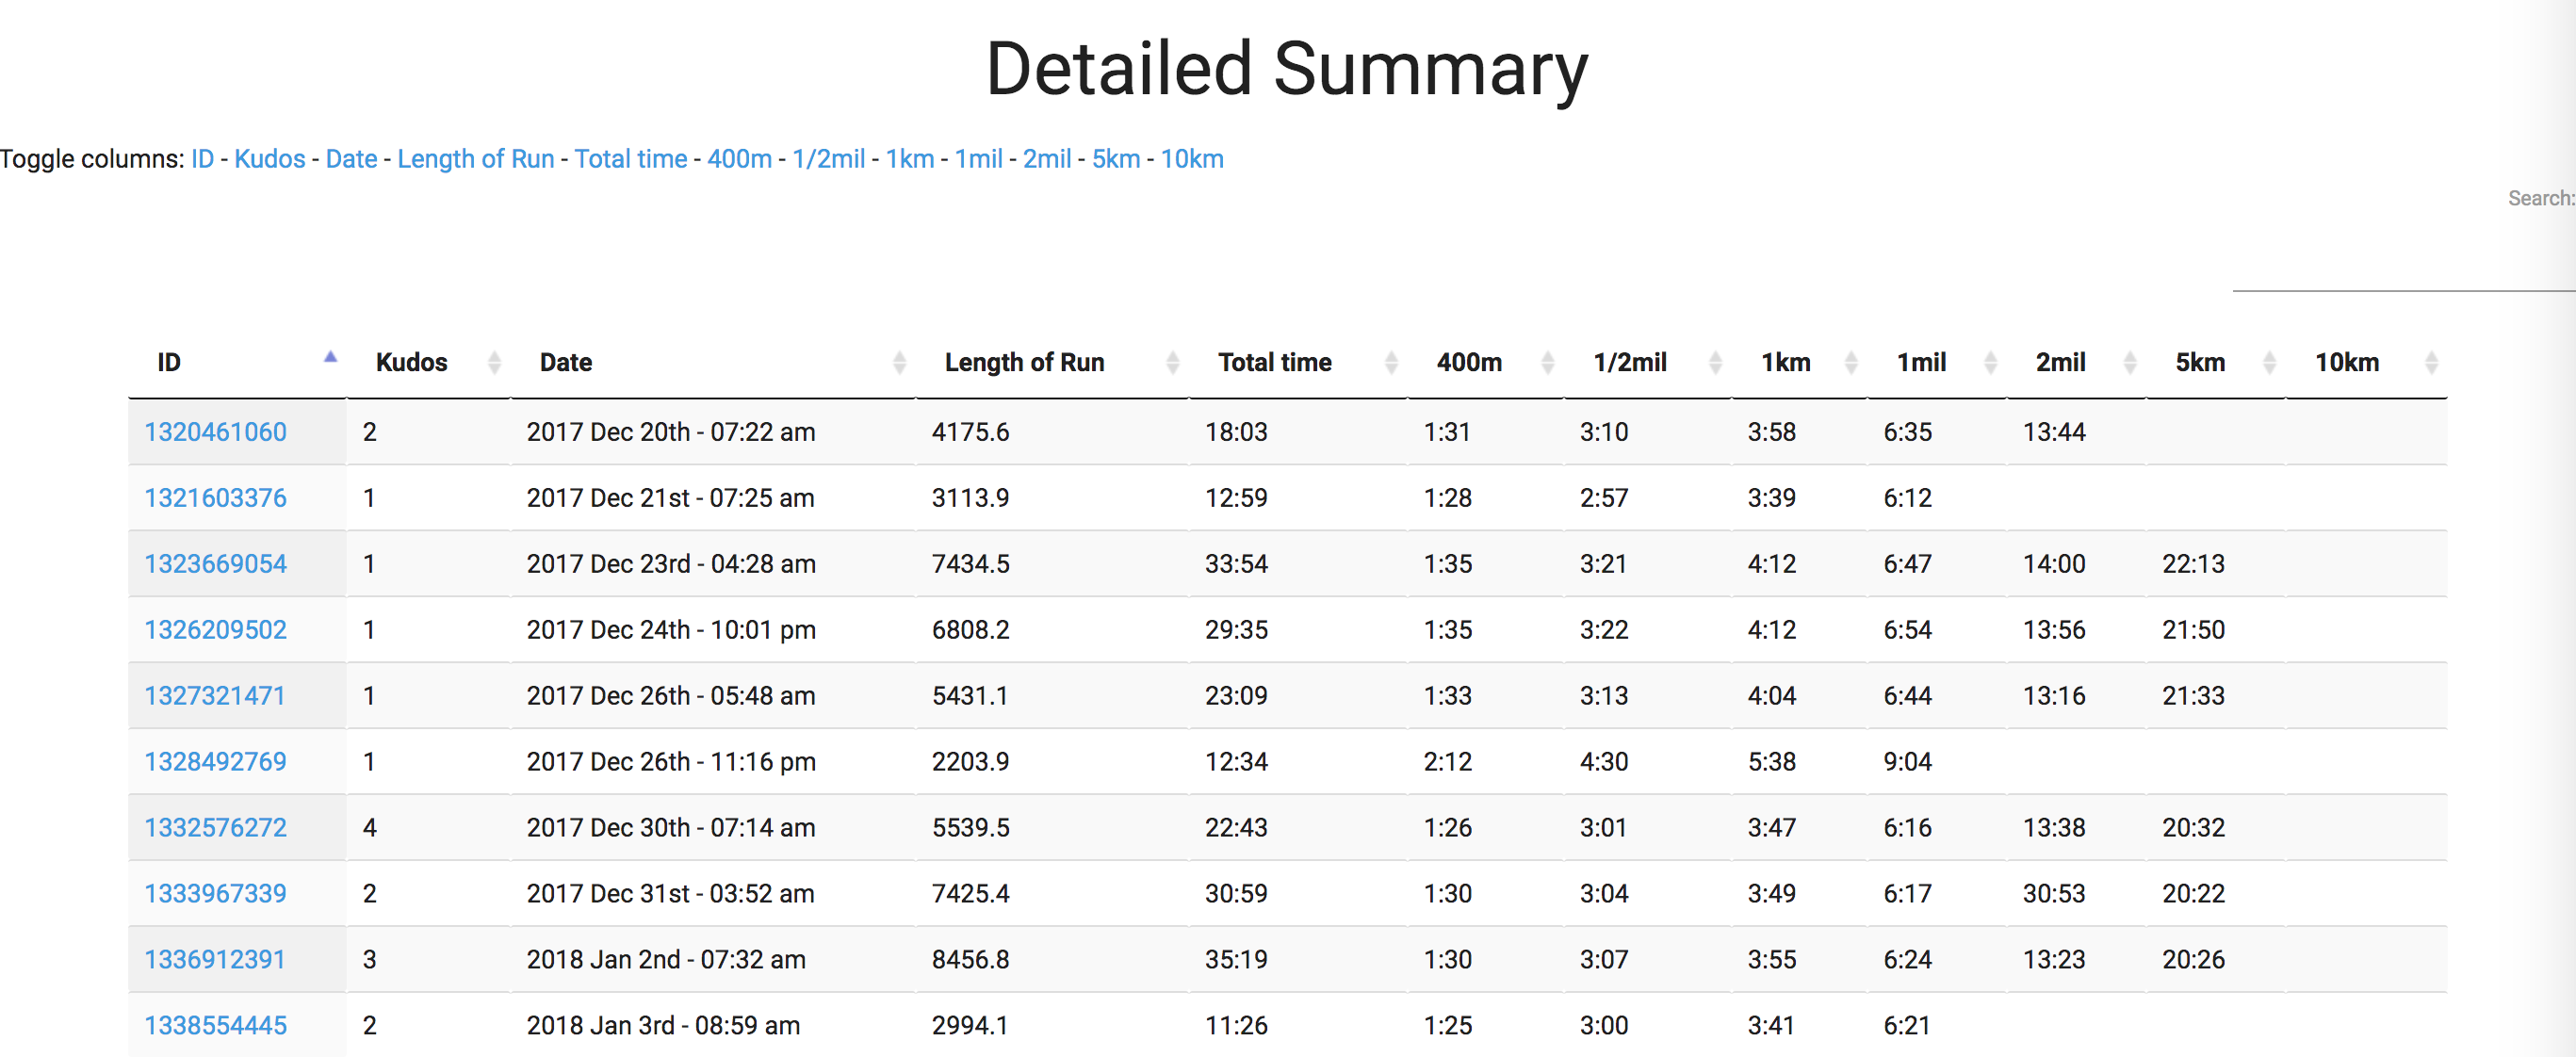 Detailed Summary
Toggle columns: ID - Kudos - Date - Length of Run - Total time - 400m - 1/2mil - 1km - 1mil - 2mil - 5km - 10km
Search:
ID Kudos Date Length of Run Total time 400m 1/2mil 1km 1mil 2mil 5km 10km
1320461060 2 2017 Dec 20th - 07:22 am 4175.6 18:03 1:31 3:10 3:58 6:35 13:44
1321603376 1 2017 Dec 21st - 07:25 am 3113.9 12:59 1:28 2:57 3:39 6:12
1323669054 1 2017 Dec 23rd - 04:28 am 7434.5 33:54 1:35 3:21 4:12 6:47 14:00 22:13
1326209502 1 2017 Dec 24th - 10:01 pm 6808.2 29:35 1:35 3:22 4:12 6:54 13:56 21:50
1327321471 1 2017 Dec 26th - 05:48 am 5431.1 23:09 1:33 3:13 4:04 6:44 13:16 21:33
1328492769 1 2017 Dec 26th - 11:16 pm 2203.9 12:34 2:12 4:30 5:38 9:04
1332576272 4 2017 Dec 30th - 07:14 am 5539.5 22:43 1:26 3:01 3:47 6:16 13:38 20:32
1333967339 2 2017 Dec 31st - 03:52 am 7425.4 30:59 1:30 3:04 3:49 6:17 30:53 20:22
1336912391 3 2018 Jan 2nd - 07:32 am 8456.8 35:19 1:30 3:07 3:55 6:24 13:23 20:26
1338554445 2 2018 Jan 3rd - 08:59 am 2994.1 11:26 1:25 3:00 3:41 6:21